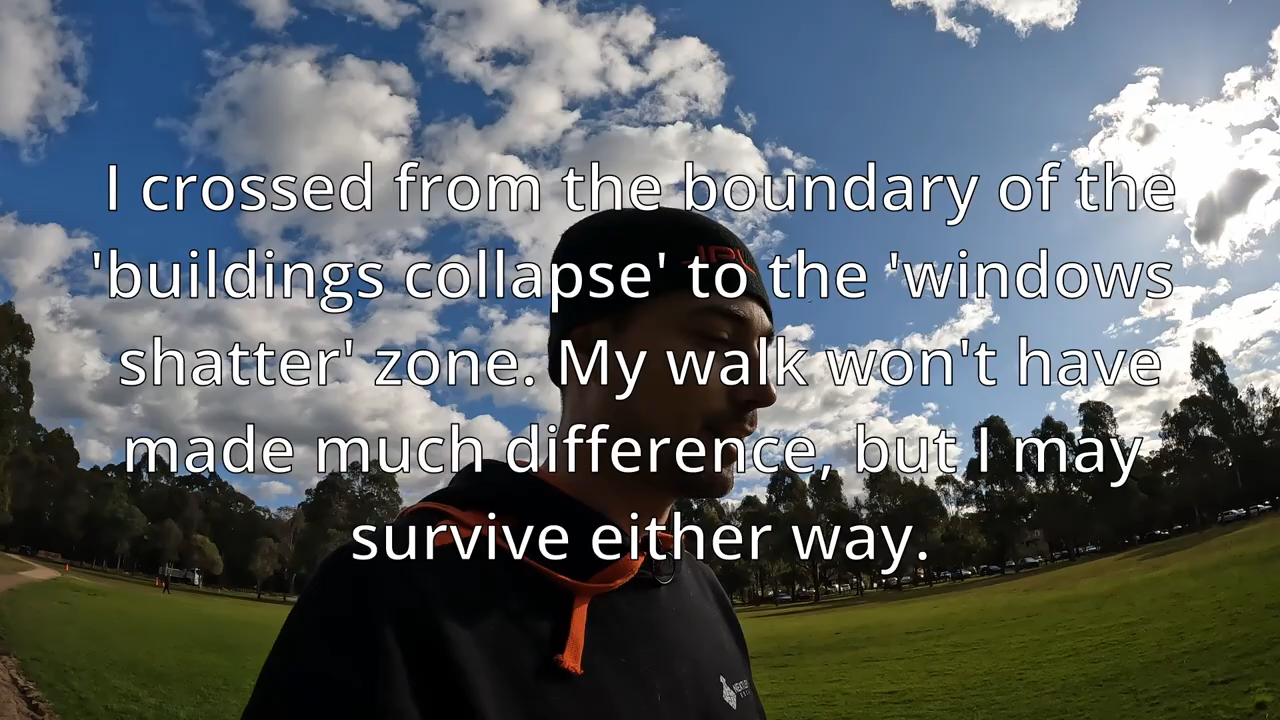 I crossed from the boundary of the
'buildings collapse' to the 'windows
shatter' zone. My walk won't have
made much difference, but I may
survive either way.